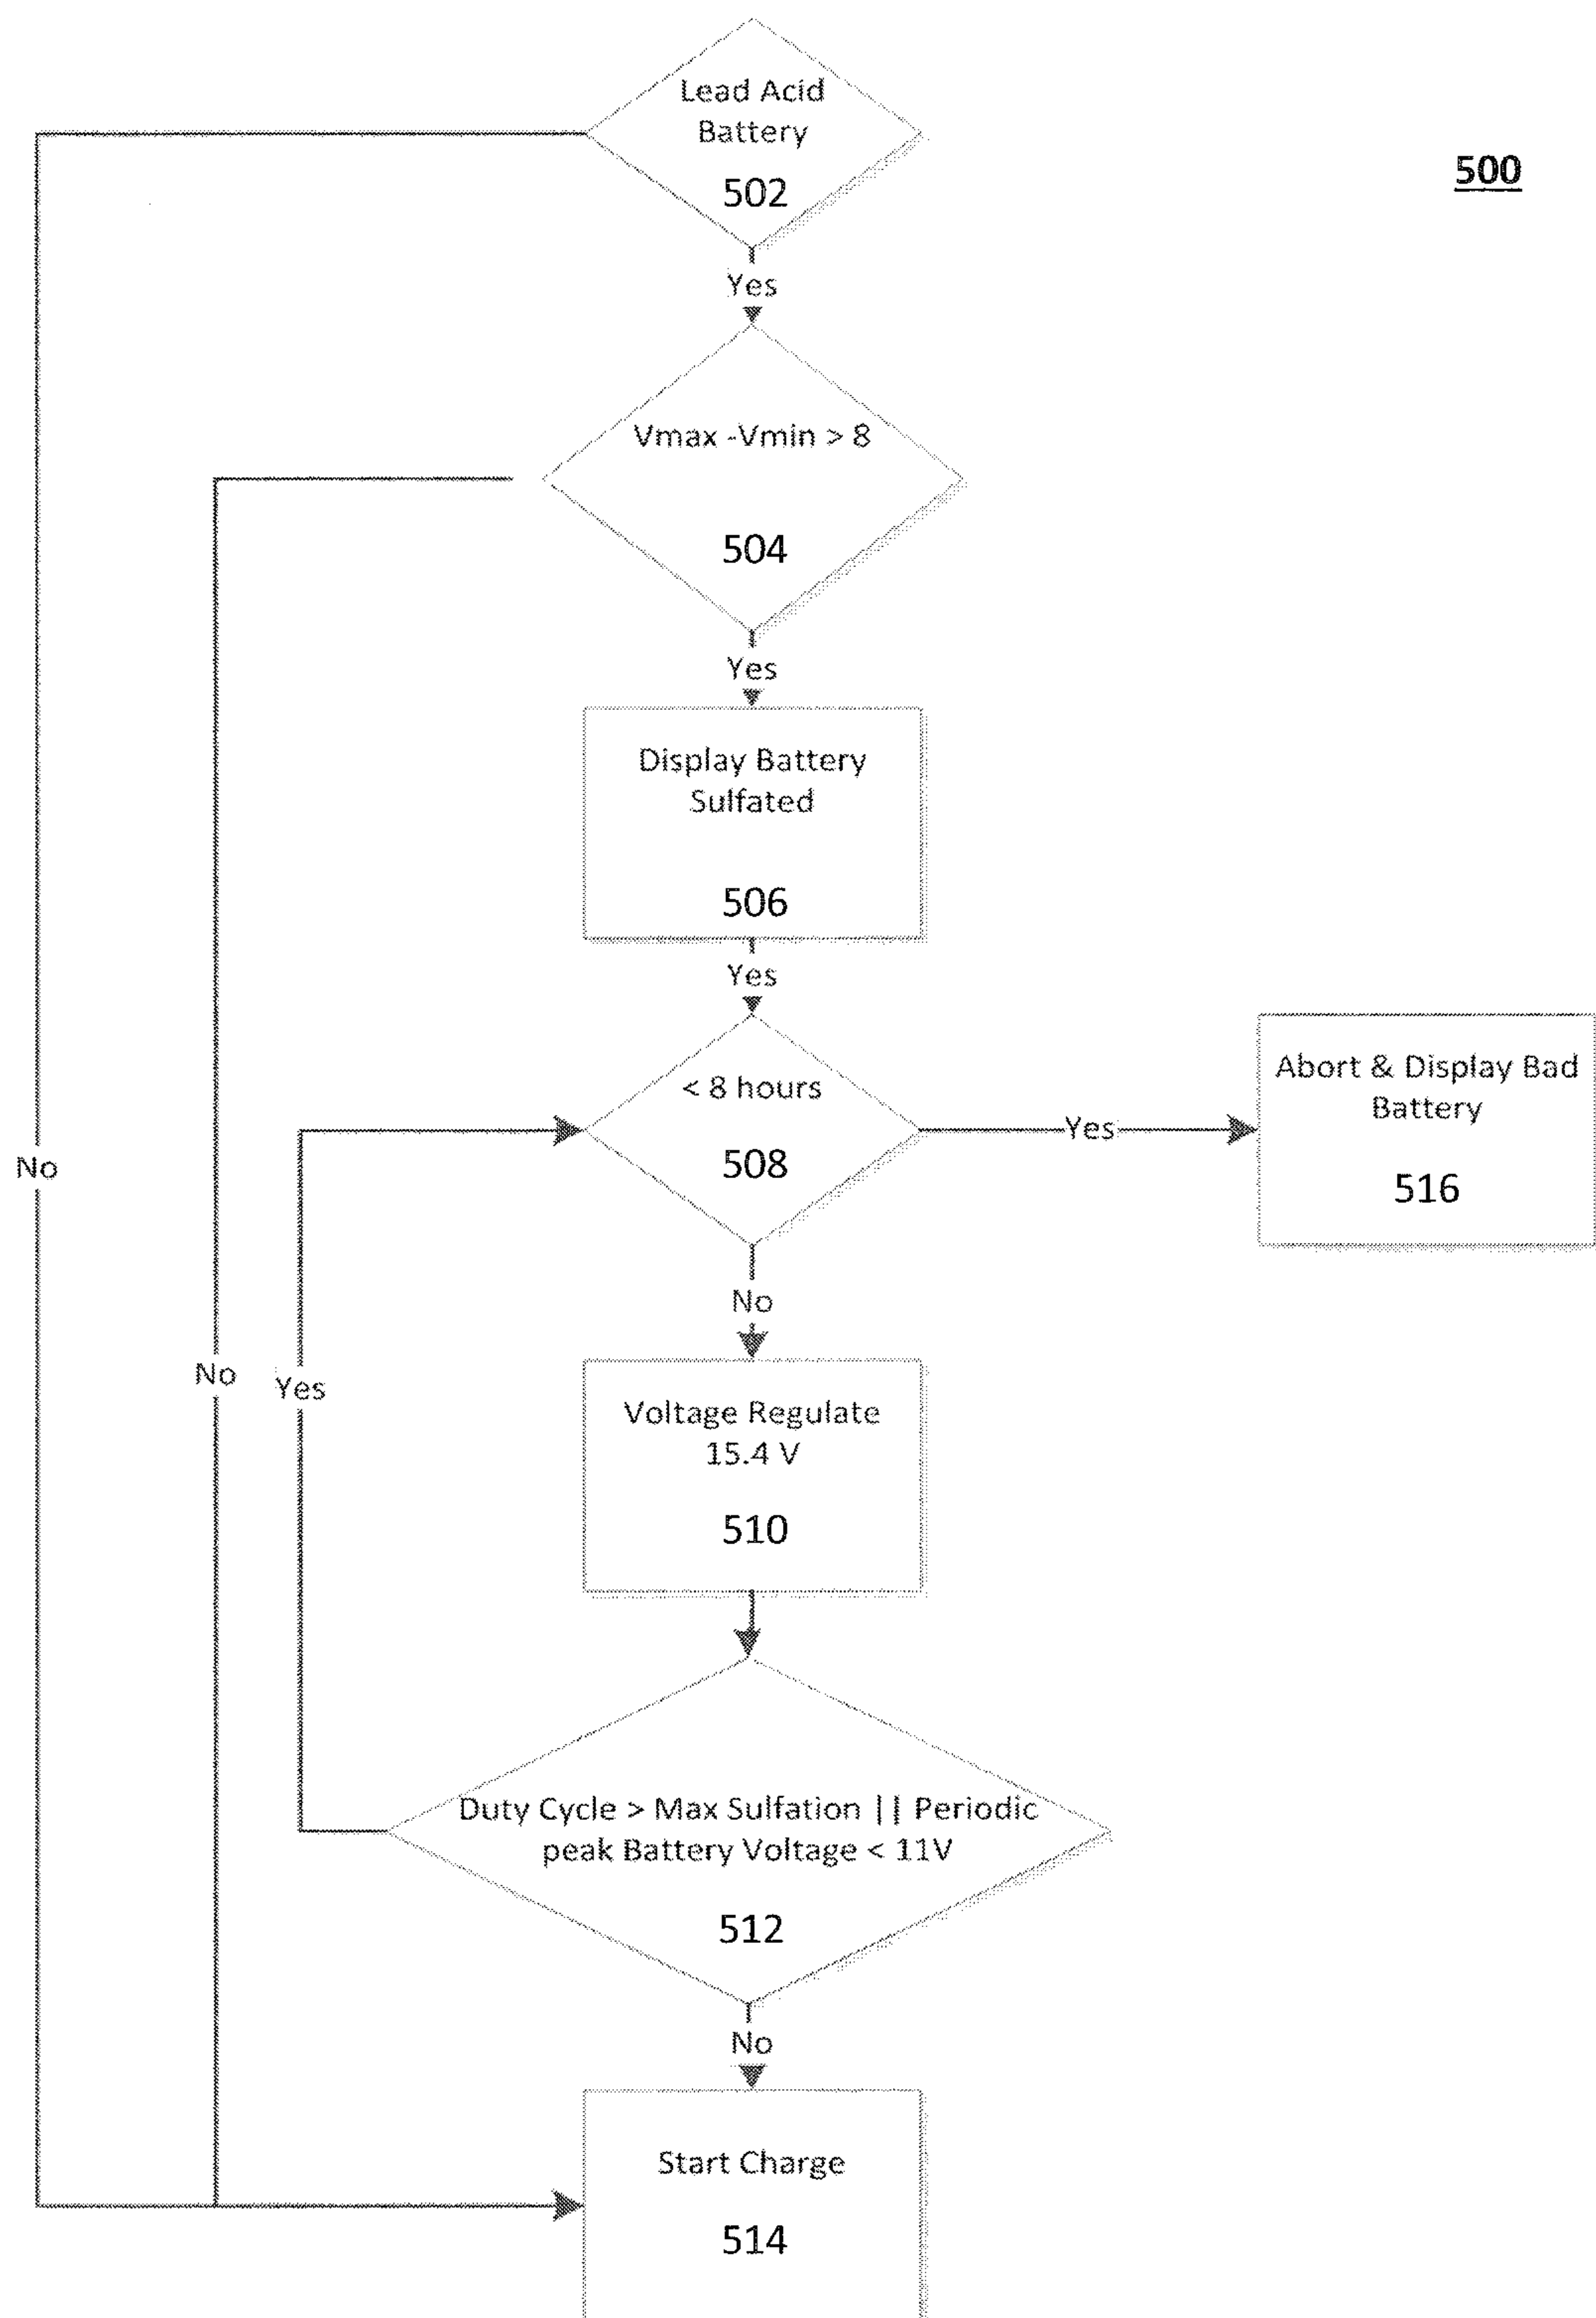 Lead Acid
Battery
502
500
Yes
Vmax -Vmin > 8
504
Yes
Display Battery
Sulfated
506
Yes
< 8 hours
508
Yes
Abort & Display Bad
Battery
516
No
No
Voltage Regulate
15.4 V
510
No
Yes
Duty Cycle > Max Sulfation || Periodic
peak Battery Voltage < 11V
512
No
Start Charge
514